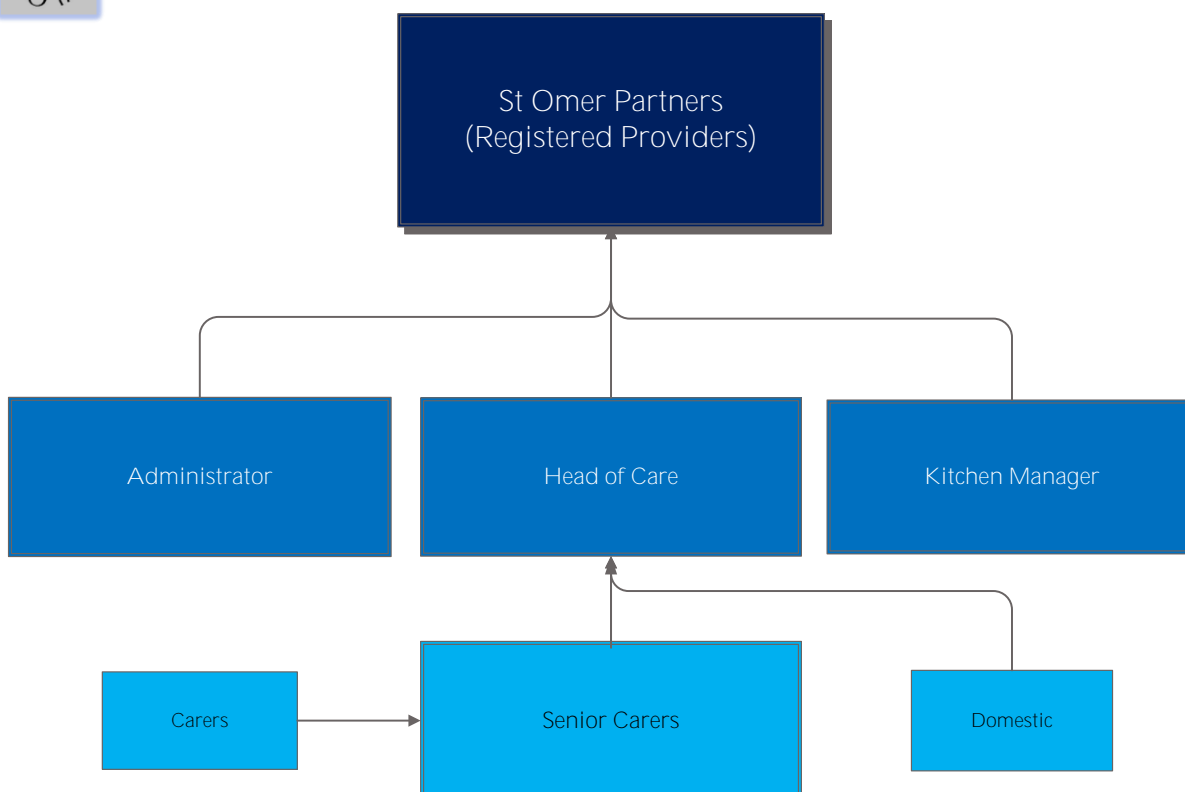 St Omer Partners
(Registered Providers)
Administrator
Head of Care
Kitchen Manager
Carers
Senior Carers
Domestic